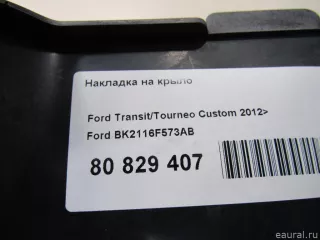 Накладка на крыло
Ford Transit/Tourneo Custom 2012>
Ford BK2116F573AB
80 829 407
eaural.ru